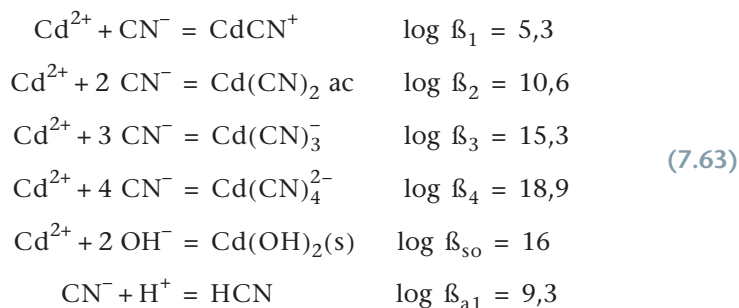 Cd²⁺ + CN⁻ = CdCN⁺ log ß₁ = 5,3
Cd²⁺ + 2 CN⁻ = Cd(CN)₂ ac log ß₂ = 10,6
Cd²⁺ + 3 CN⁻ = Cd(CN)₃⁻ log ß₃ = 15,3
(7.63)
Cd²⁺ + 4 CN⁻ = Cd(CN)₄²⁻ log ß₄ = 18,9
Cd²⁺ + 2 OH⁻ = Cd(OH)₂(s) log ßₛₒ = 16
CN⁻ + H⁺ = HCN log ßₐ₁ = 9,3